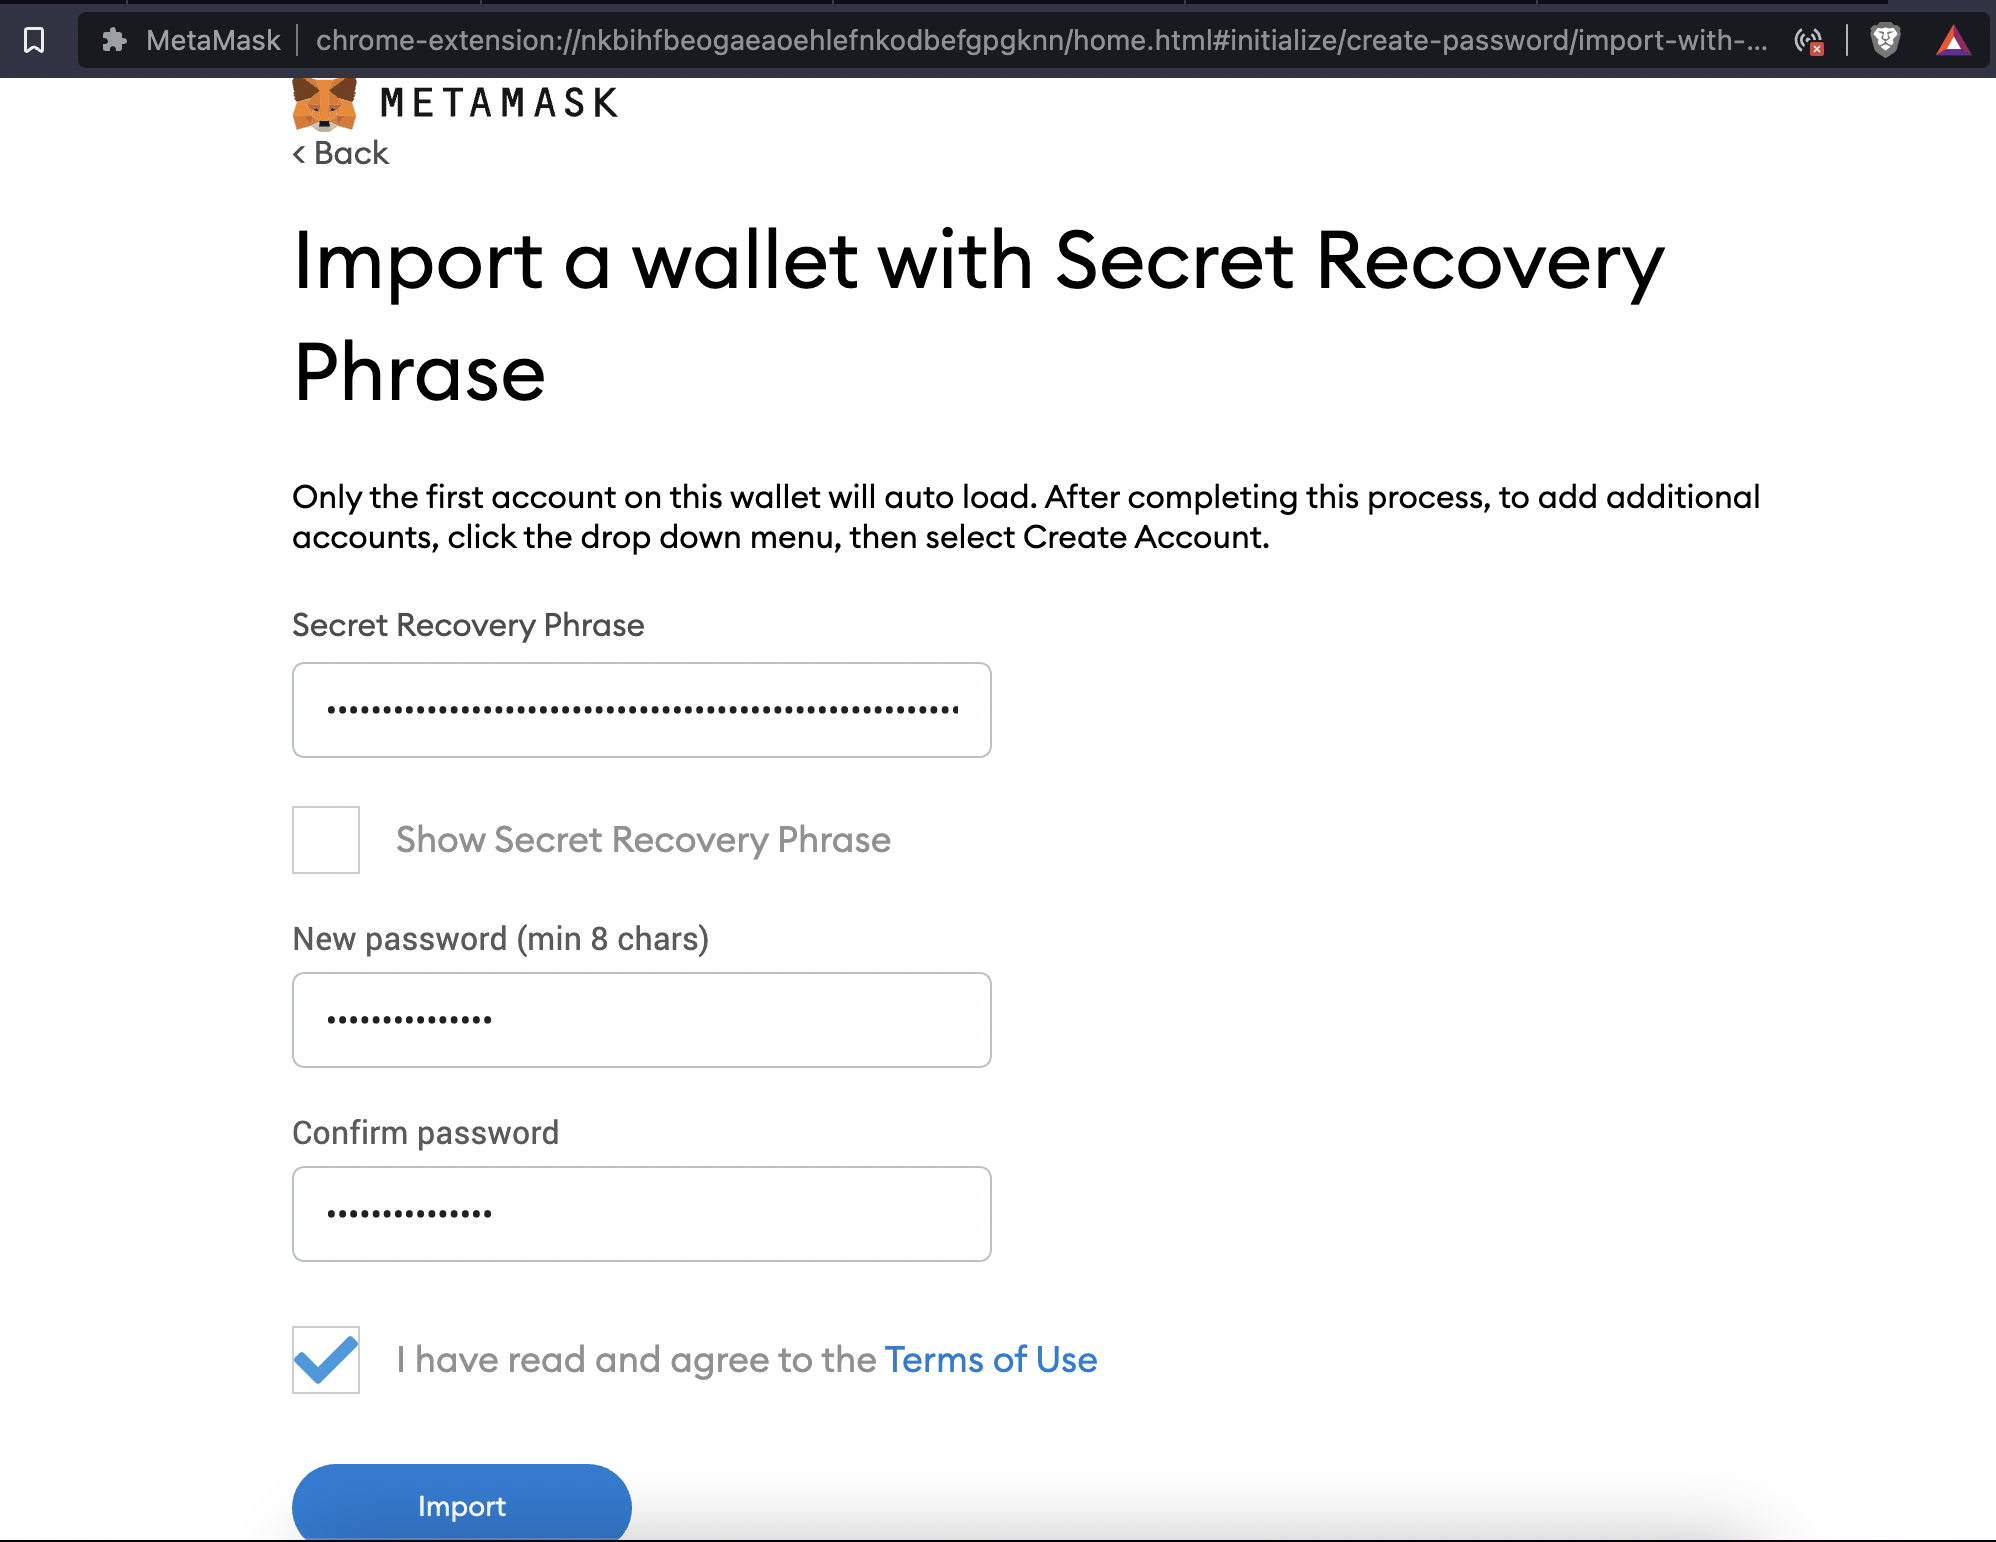 MetaMask chrome-extension://nkbihfbeogaeaoehlefnkodbefgpgknn/home.html#initialize/create-password/import-with-...
METAMASK
< Back
Import a wallet with Secret Recovery
Phrase
Only the first account on this wallet will auto load. After completing this process, to add additional
accounts, click the drop down menu, then select Create Account.
Secret Recovery Phrase
Show Secret Recovery Phrase
New password (min 8 chars)
Confirm password
I have read and agree to the Terms of Use
Import